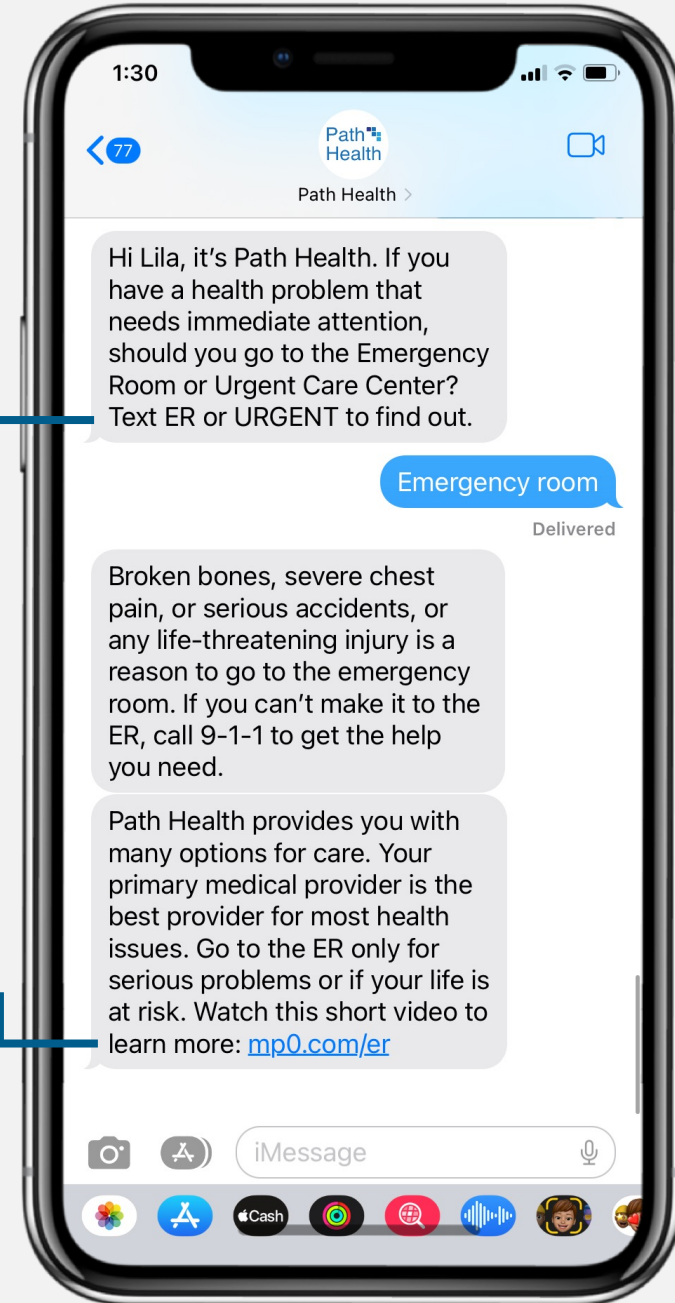 1:30
77
Path
Health
Path Health
Hi Lila, it’s Path Health. If you
have a health problem that
needs immediate attention,
should you go to the Emergency
Room or Urgent Care Center?
Text ER or URGENT to find out.
Emergency room
Delivered
Broken bones, severe chest
pain, or serious accidents, or
any life-threatening injury is a
reason to go to the emergency
room. If you can’t make it to the
ER, call 9-1-1 to get the help
you need.
Path Health provides you with
many options for care. Your
primary medical provider is the
best provider for most health
issues. Go to the ER only for
serious problems or if your life is
at risk. Watch this short video to
learn more: mp0.com/er
iMessage
Cash